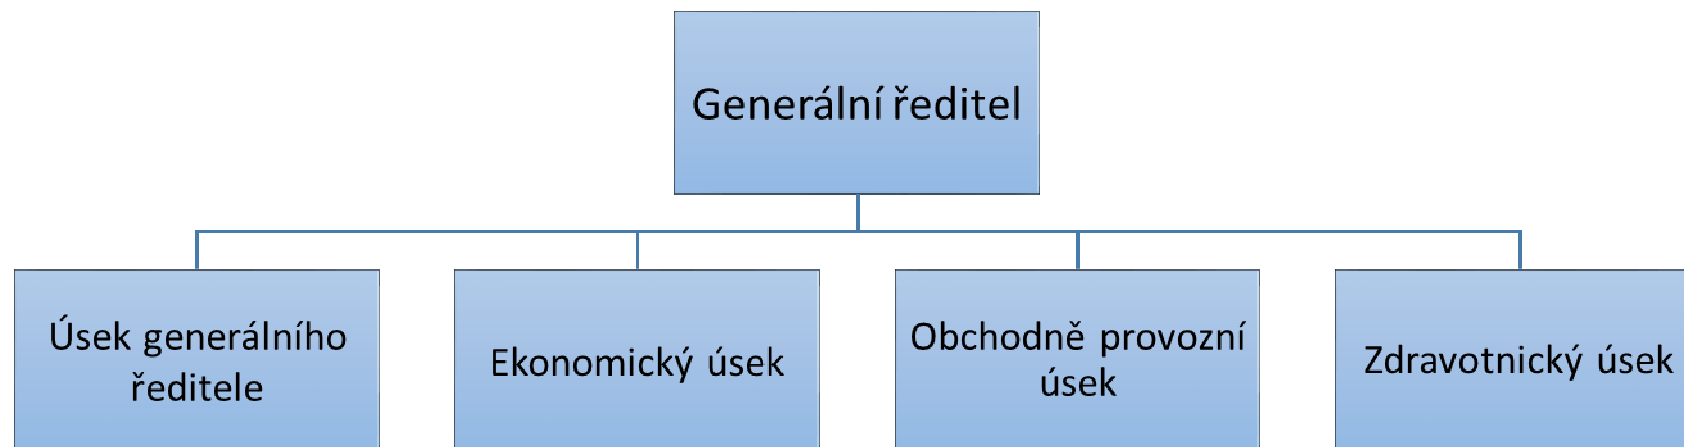 Generální ředitel
Úsek generálního
ředitele
Ekonomický úsek
Obchodně provozní
úsek
Zdravotnický úsek